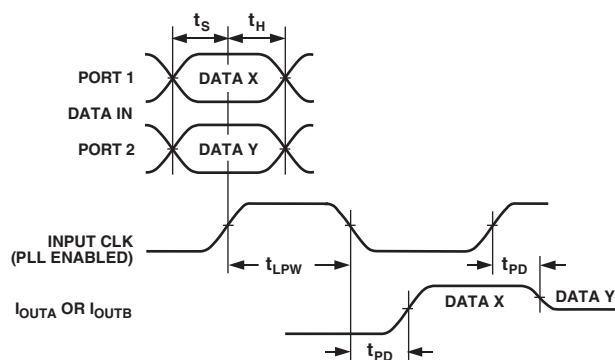 tS tH
PORT 1
DATA X
DATA IN
PORT 2
DATA Y
INPUT CLK
(PLL ENABLED)
tLPW
tPD
IOUTA OR IOUTB
DATA X
DATA Y
tPD